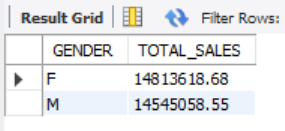 Result Grid Filter Rows:
GENDER TOTAL_SALES
F 14813618.68
M 14545058.55